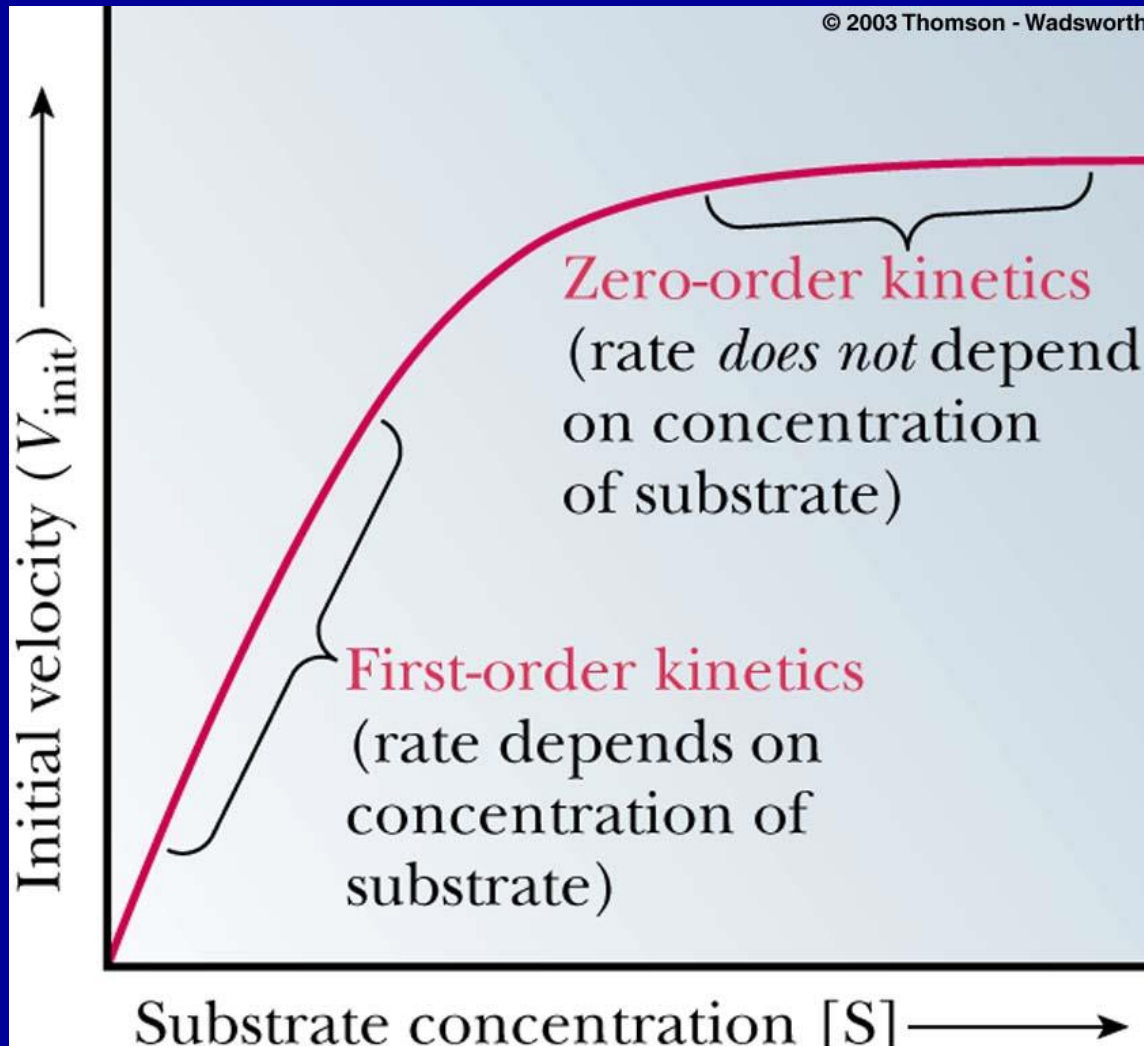 © 2003 Thomson - Wadsworth
Initial velocity (V_init)
Zero-order kinetics
(rate does not depend
on concentration
of substrate)
First-order kinetics
(rate depends on
concentration of
substrate)
Substrate concentration [S]